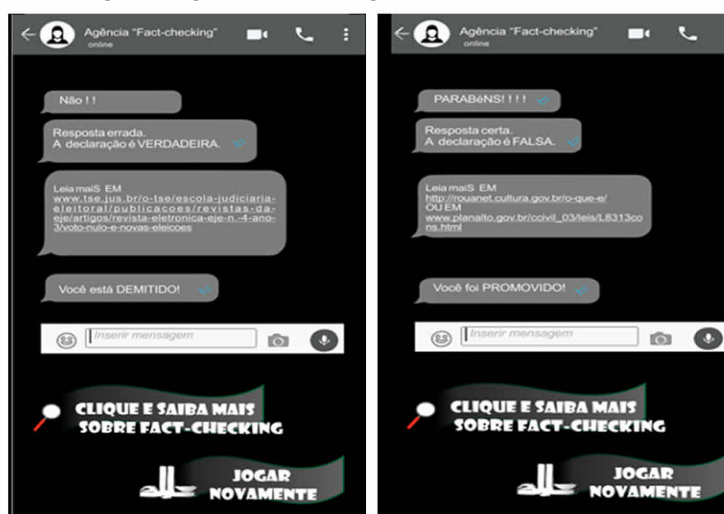 Agência "Fact-checking"
online
Não !!
Resposta errada.
A declaração é VERDADEIRA.
Leia maiS EM
www.tse.jus.br/o-tse/escola-judiciaria-
eleitoral/publicacoes/revistas-da-
eje/artigos/revista-eletronica-eje-n.-4-ano-
3/voto-nulo-e-novas-eleicoes
Você está DEMITIDO!
Inserir mensagem
CLIQUE E SAIBA MAIS
SOBRE FACT-CHECKING
JOGAR
NOVAMENTE
Agência "Fact-checking"
online
PARABéNS!!!!
Resposta certa.
A declaração é FALSA.
Leia maiS EM
http://rouanet.cultura.gov.br/o-que-e/
OU EM
www.planalto.gov.br/ccivil_03/leis/L8313co
ns.html
Você foi PROMOVIDO!
Inserir mensagem
CLIQUE E SAIBA MAIS
SOBRE FACT-CHECKING
JOGAR
NOVAMENTE